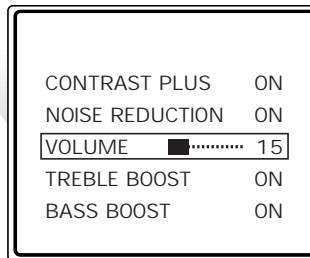 CONTRAST PLUS ON
NOISE REDUCTION ON
VOLUME 15
TREBLE BOOST ON
BASS BOOST ON